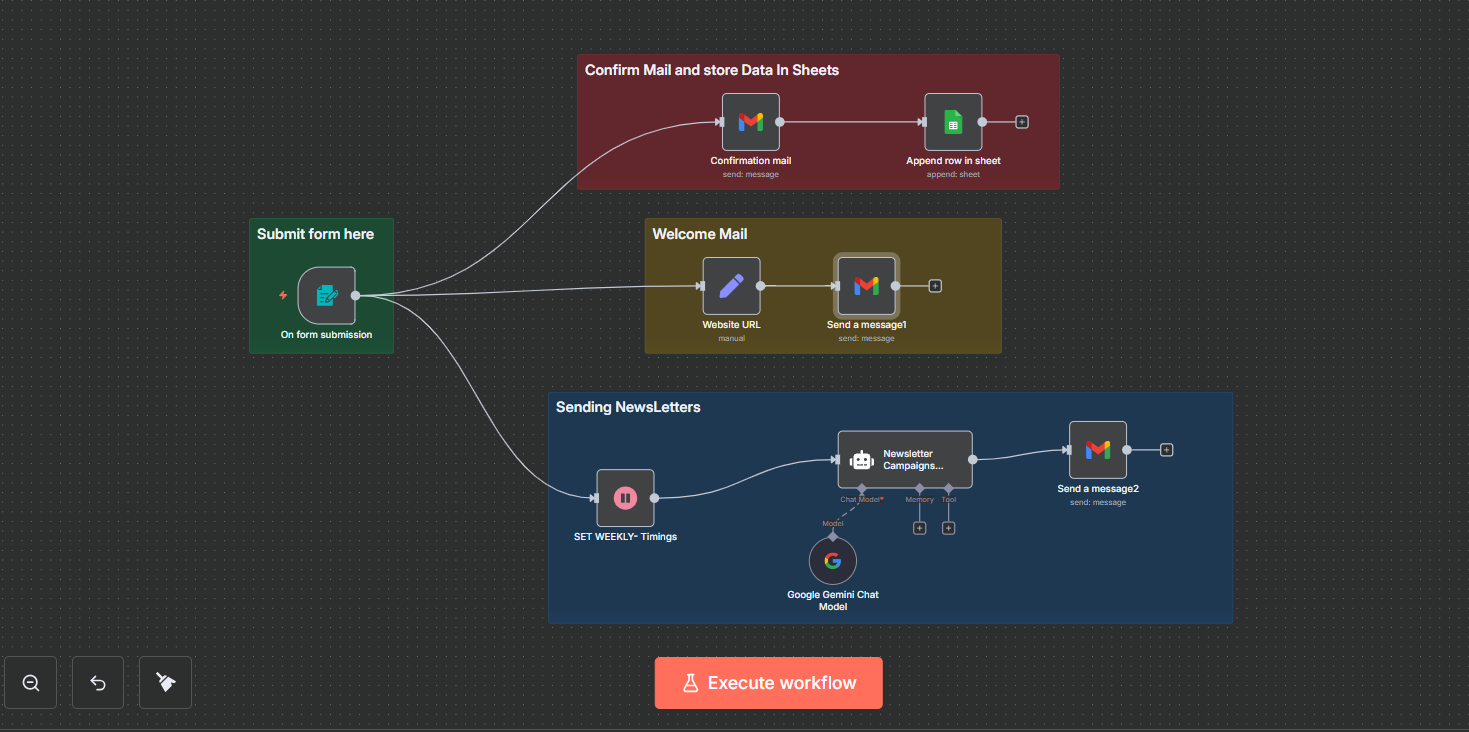 Confirm Mail and store Data In Sheets
Confirmation mail
send: message
Append row in sheet
append: sheet
Submit form here
On form submission
Welcome Mail
Website URL
manual
Send a message1
send: message
Sending NewsLetters
SET WEEKLY- Timings
Newsletter
Campaigns...
Chat Model*
Memory
Tool
Model
Google Gemini Chat
Model
Send a message2
send: message
Execute workflow